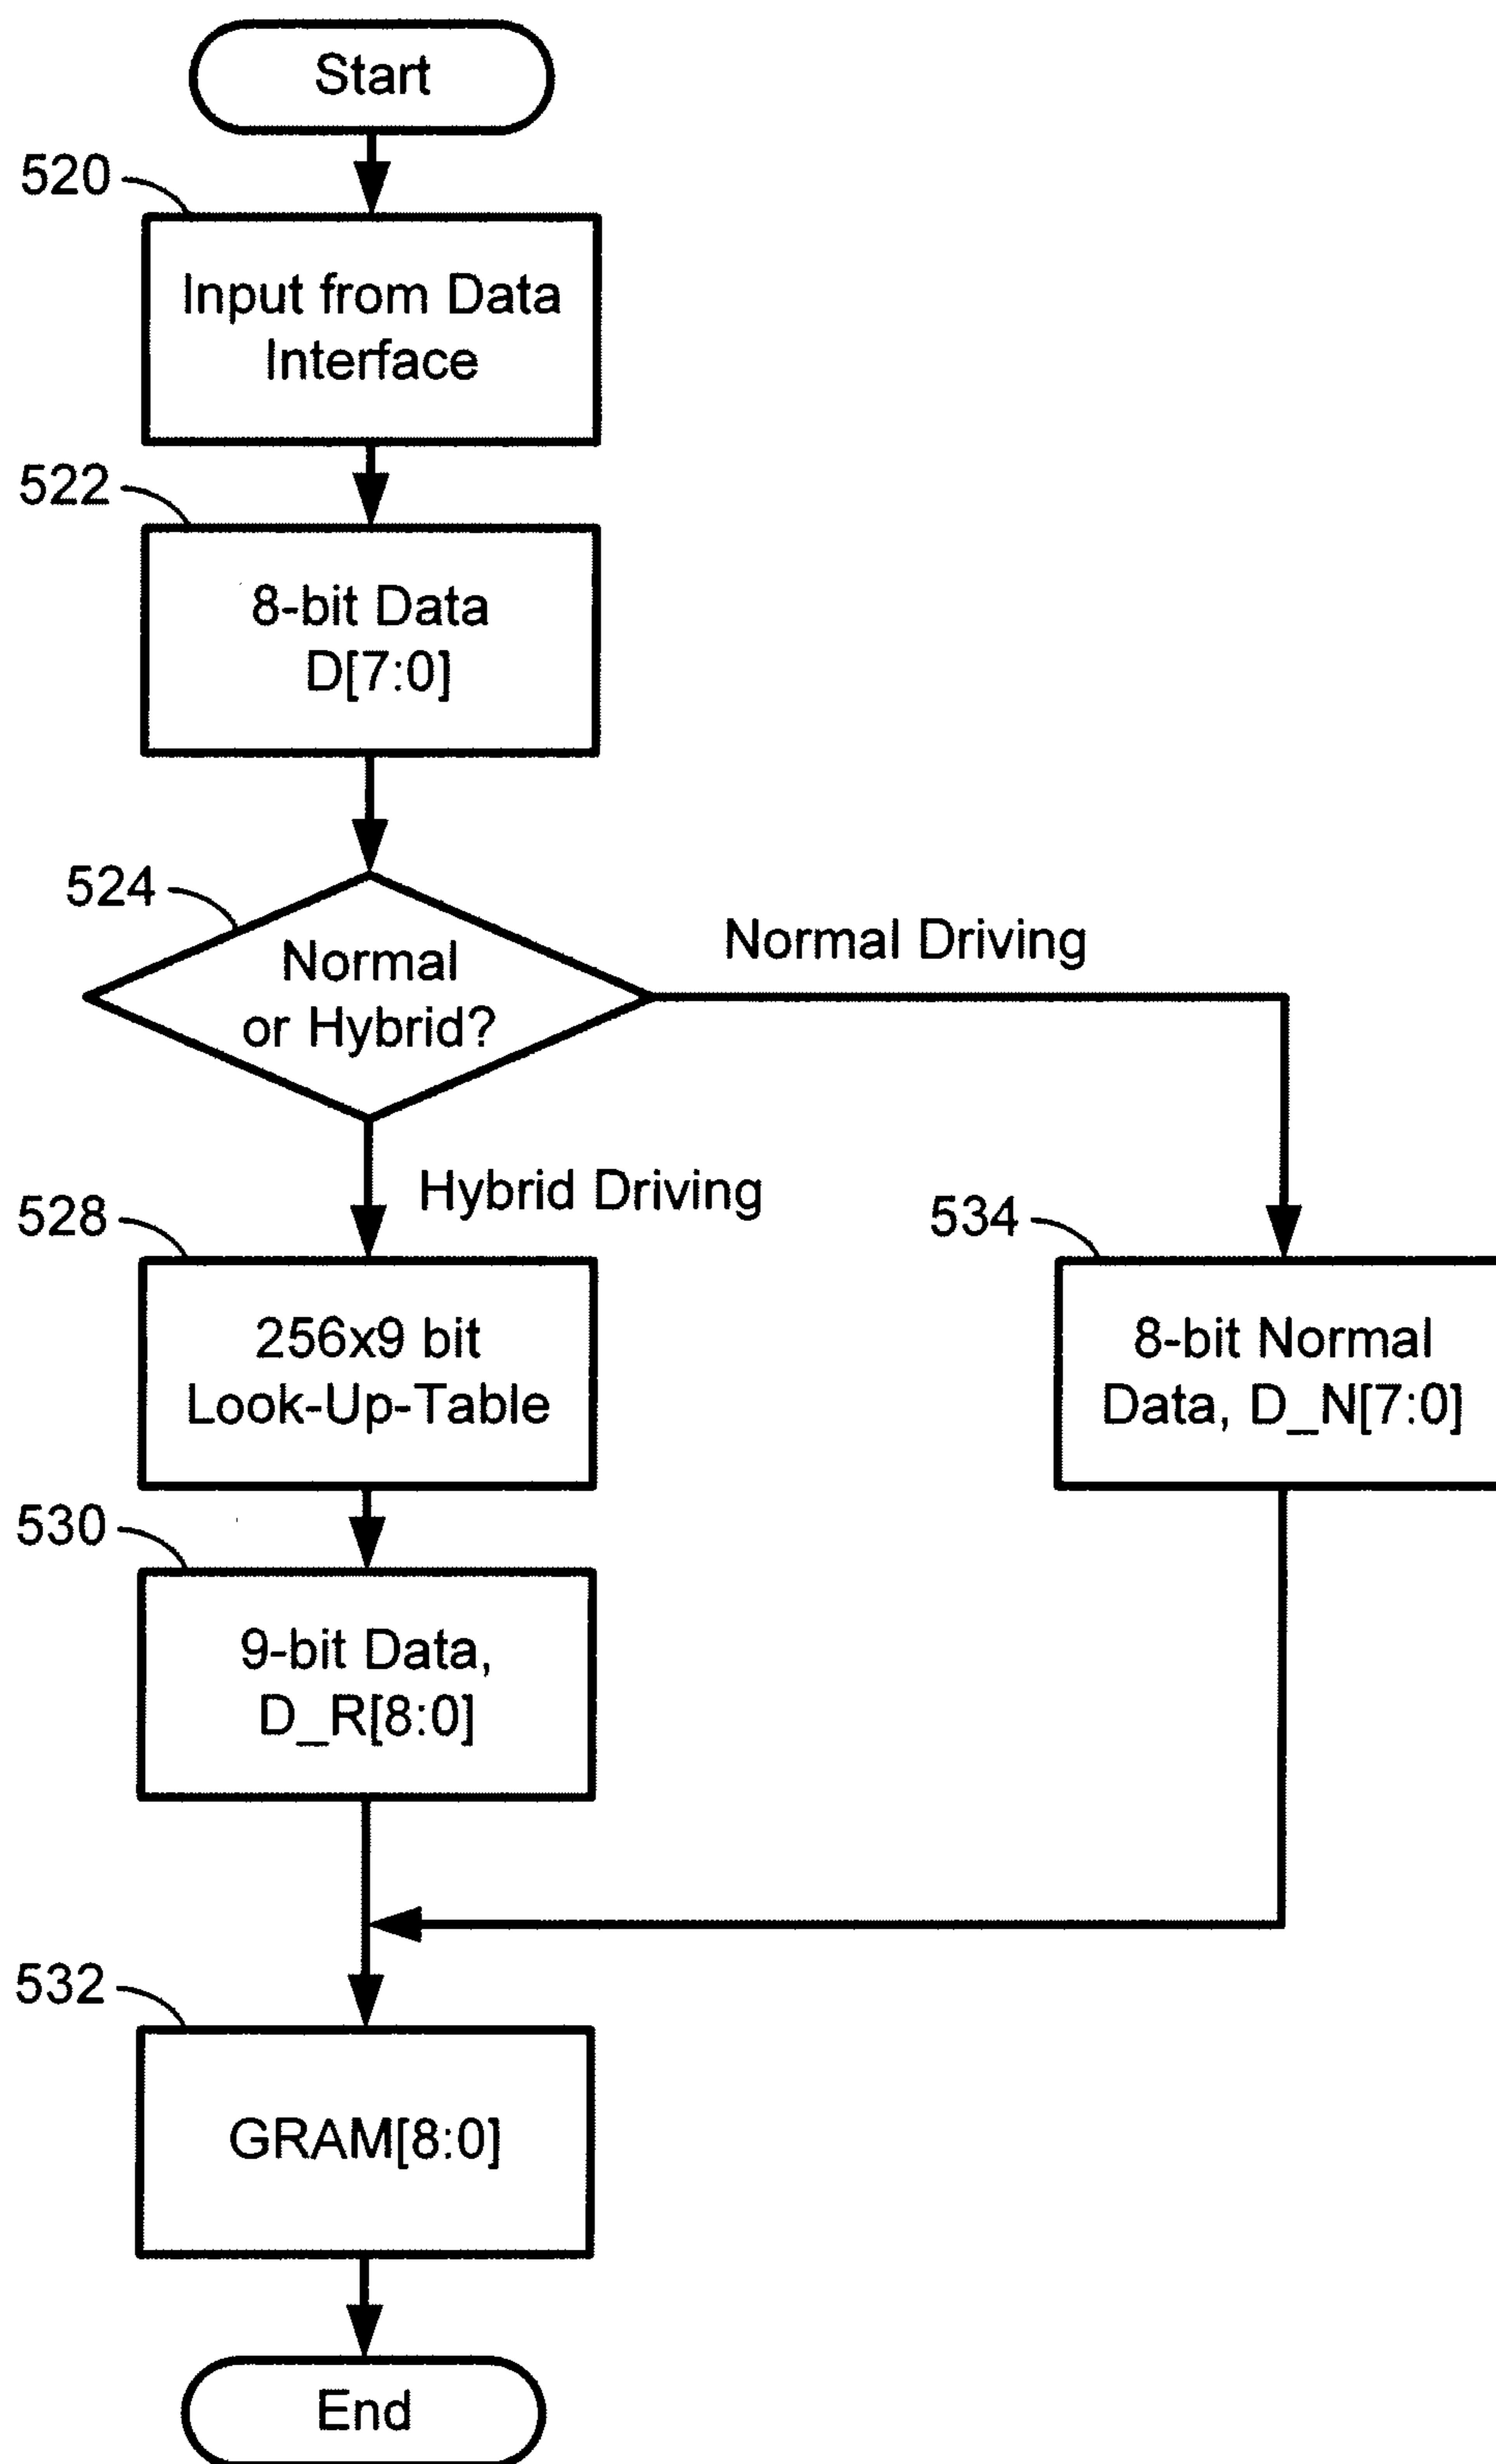 Start
520
Input from Data
Interface
522
8-bit Data
D[7:0]
524
Normal
or Hybrid?
Normal Driving
Hybrid Driving
528
256x9 bit
Look-Up-Table
534
8-bit Normal
Data, D_N[7:0]
530
9-bit Data,
D_R[8:0]
532
GRAM[8:0]
End